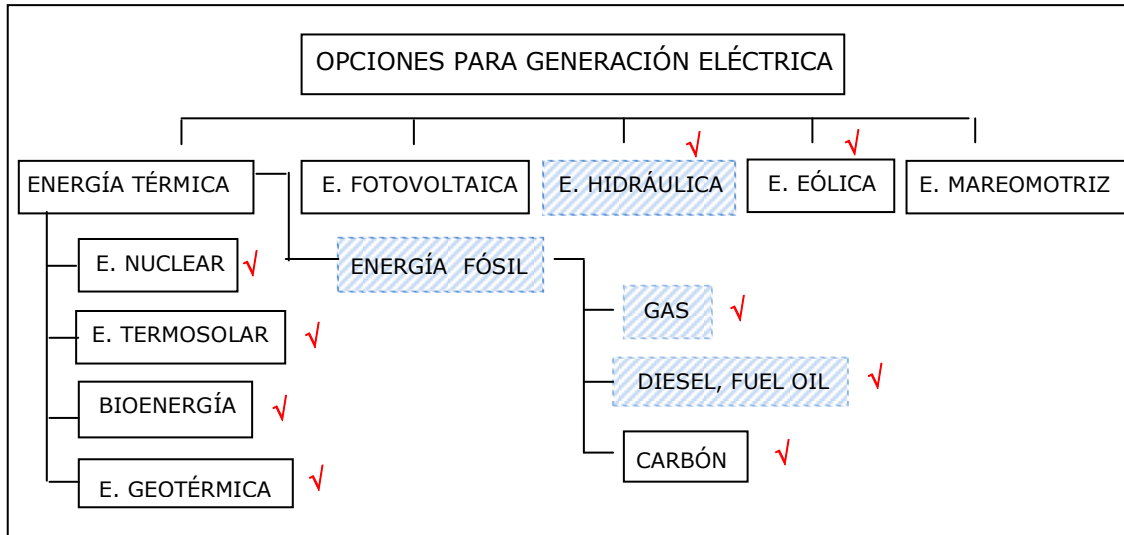 OPCIONES PARA GENERACIÓN ELÉCTRICA
√ √
ENERGÍA TÉRMICA
E. FOTOVOLTAICA
E. HIDRÁULICA
E. EÓLICA
E. MAREOMOTRIZ
E. NUCLEAR √
ENERGÍA FÓSIL
E. TERMOSOLAR √
GAS √
BIOENERGÍA √
DIESEL, FUEL OIL √
E. GEOTÉRMICA √
CARBÓN √